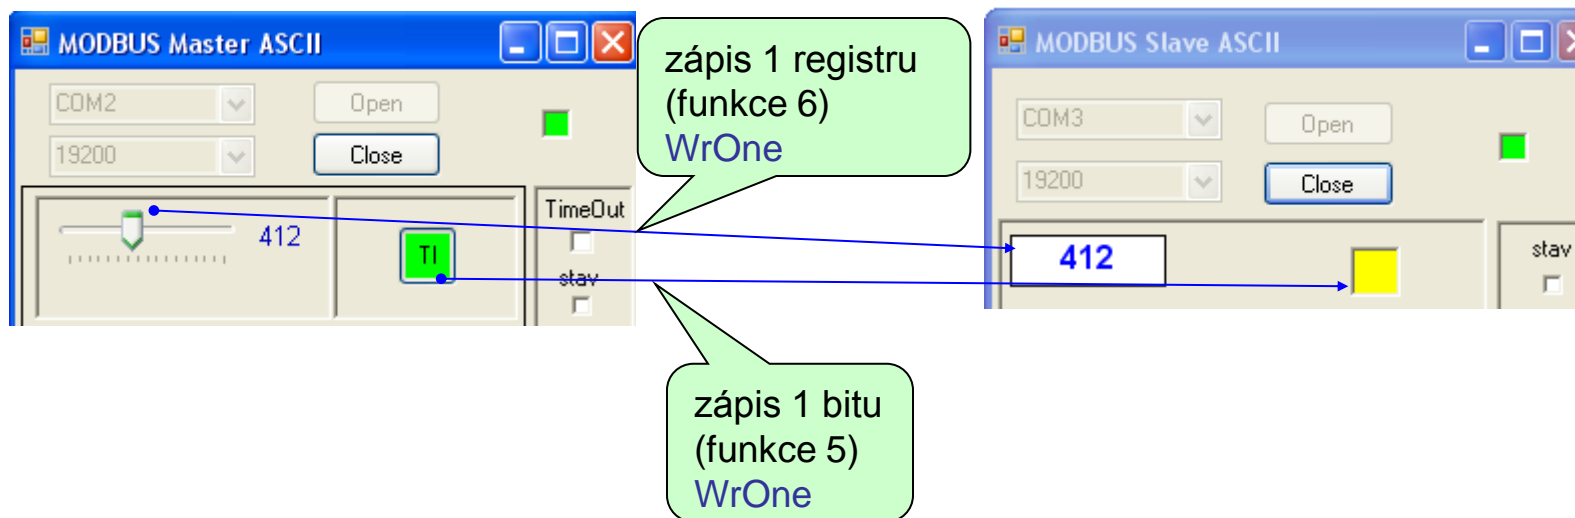 MODBUS Master ASCII
COM2
Open
19200
Close
412
TI
TimeOut
stav
zápis 1 registru
(funkce 6)
WrOne
MODBUS Slave ASCII
COM3
Open
19200
Close
412
stav
zápis 1 bitu
(funkce 5)
WrOne